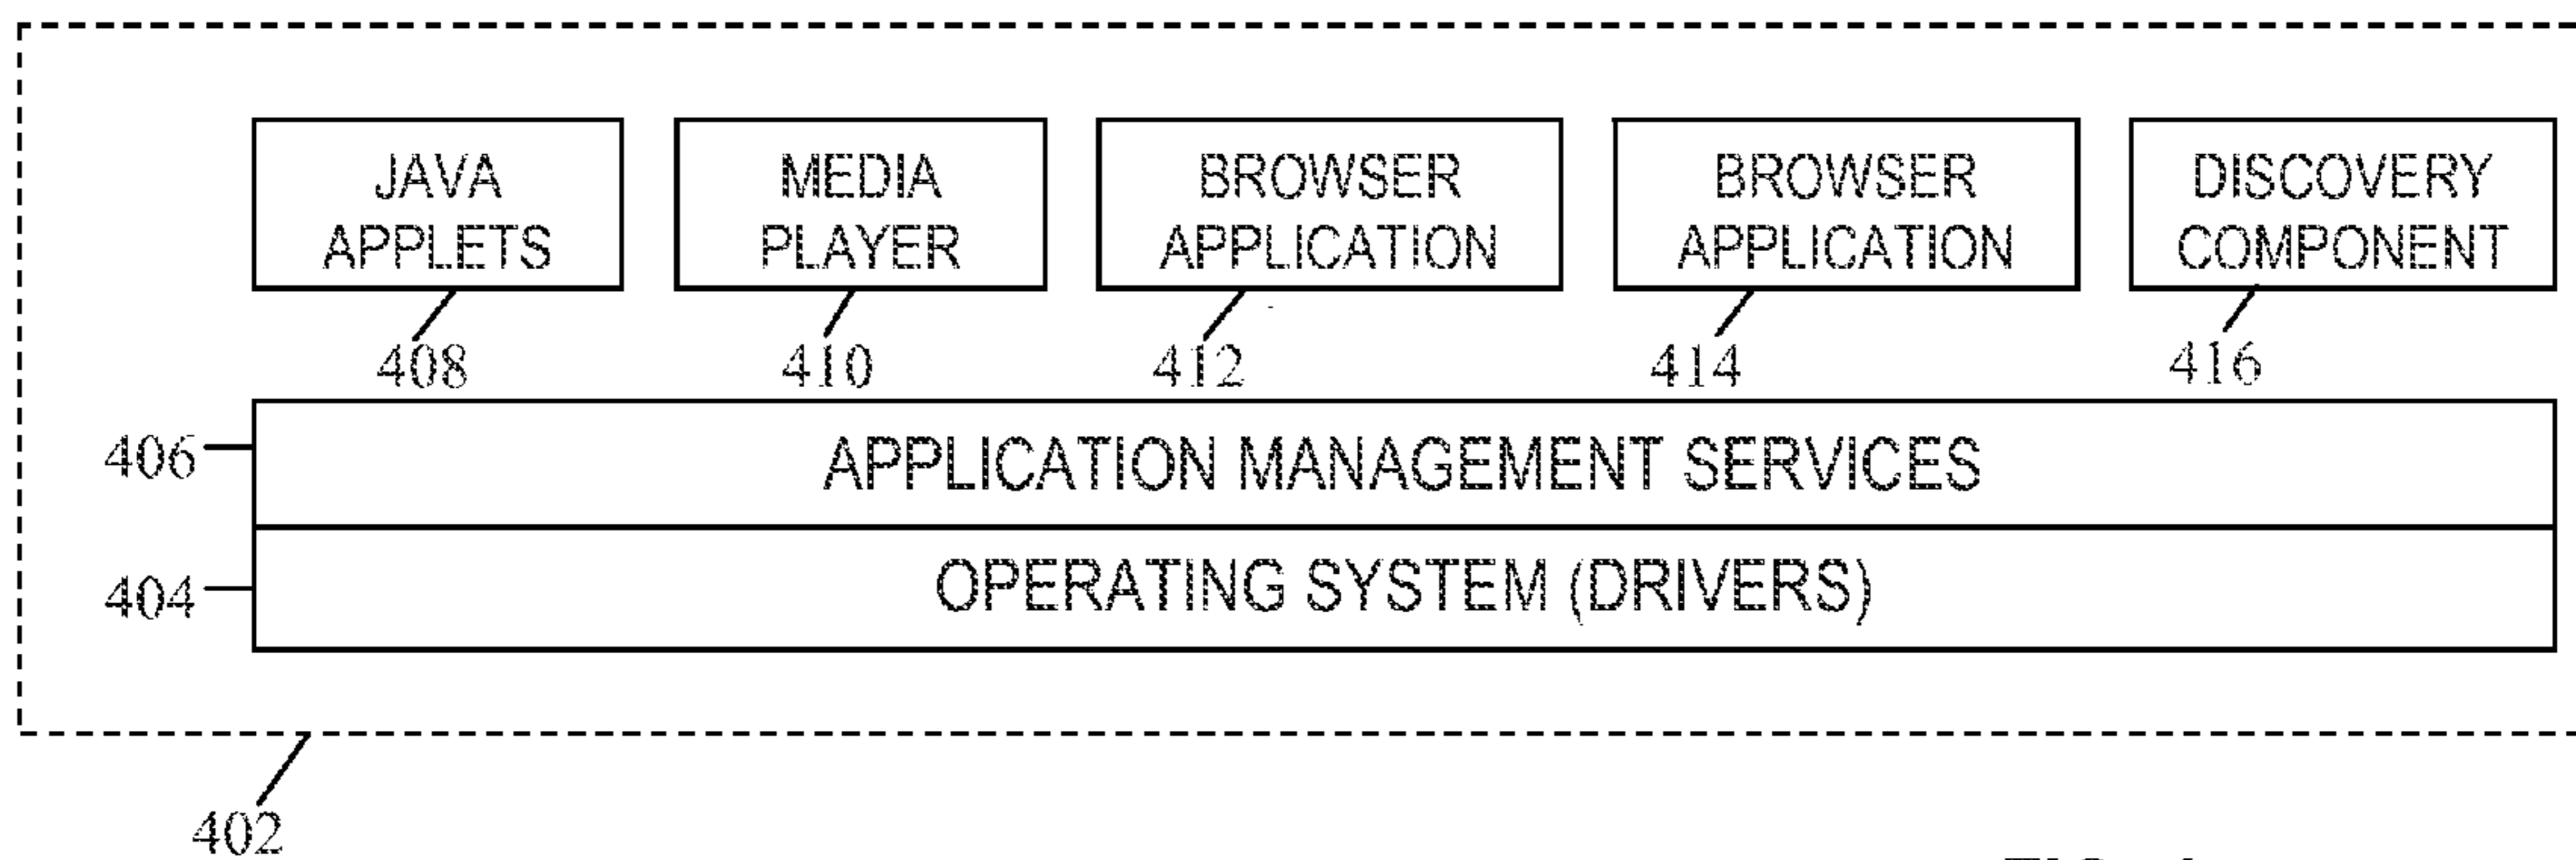 JAVA
APPLETS
MEDIA
PLAYER
BROWSER
APPLICATION
BROWSER
APPLICATION
DISCOVERY
COMPONENT
408
410
412
414
416
406
APPLICATION MANAGEMENT SERVICES
404
OPERATING SYSTEM (DRIVERS)
402